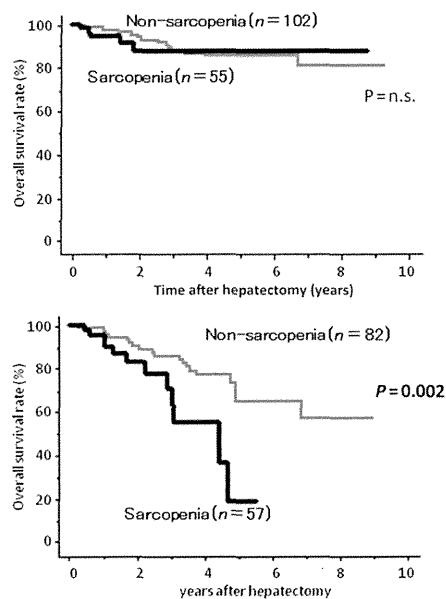 Overall survival rate (%)
100
80
60
40
20
0
Non-sarcopenia(n=102)
Sarcopenia(n=55)
P=n.s.
0 2 4 6 8 10
Time after hepatectomy (years)
Overall survival rate (%)
100
80
60
40
20
0
Non-sarcopenia(n=82)
P=0.002
Sarcopenia(n=57)
0 2 4 6 8 10
years after hepatectomy